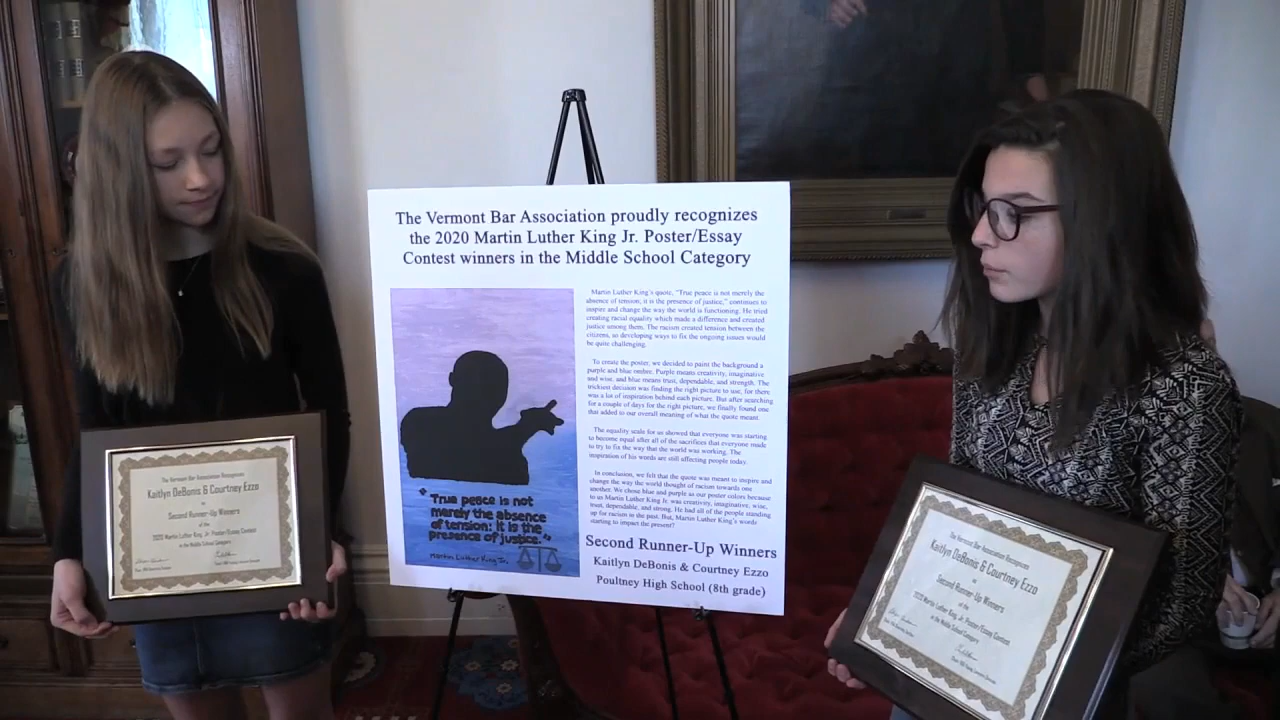 The Vermont Bar Association proudly recognizes
the 2020 Martin Luther King Jr. Poster/Essay
Contest winners in the Middle School Category
Martin Luther King's quote, "True peace is not merely the
absence of tension, it is the presence of justice," continues to
inspire and change the way the world is functioning. He tried
creating racial equality which made a difference and created
justice among them. The racism created tension between the
citizens, so developing ways to fix the ongoing issues would
be quite challenging.
To create the poster, we decided to paint the background a
purple and blue ombre. Purple means creativity, imaginative
and wise, and blue means trust, dependable, and strength. The
trickiest decision was finding the right picture to use, for there
was a lot of inspiration behind each picture. But after searching
for a couple of days for the right picture, we finally found one
that added to our overall meaning of what the quote meant.
The equality scale for us showed that everyone was starting
to become equal after all of the sacrifices that everyone made
to try to fix the way that the world was working. The
inspiration of his words are still affecting people today.
In conclusion, we felt that the quote was meant to inspire and
change the way the world thought of racism towards one
another. We chose blue and purple as our poster colors because
to us Martin Luther King Jr. was creativity, imaginative, wise,
trust, dependable, and strong. He had all of the people standing
up for racism in the past. But, Martin Luther King's words
starting to impact the present?
"True peace is not
merely the absence
of tension; it is the
presence of justice."
Martin Luther King Jr.
Second Runner-Up Winners
Kaitlyn DeBonis & Courtney Ezzo
Poultney High School (8th grade)
The Vermont Bar Association Recognizes
Kaitlyn DeBonis & Courtney Ezzo
as
Second Runner-Up Winners
of the
2020 Martin Luther King, Jr. Poster/Essay Contest
in the Middle School Category
The Vermont Bar Association Recognizes
Kaitlyn DeBonis & Courtney Ezzo
as
Second Runner-Up Winners
of the
2020 Martin Luther King, Jr. Poster/Essay Contest
in the Middle School Category